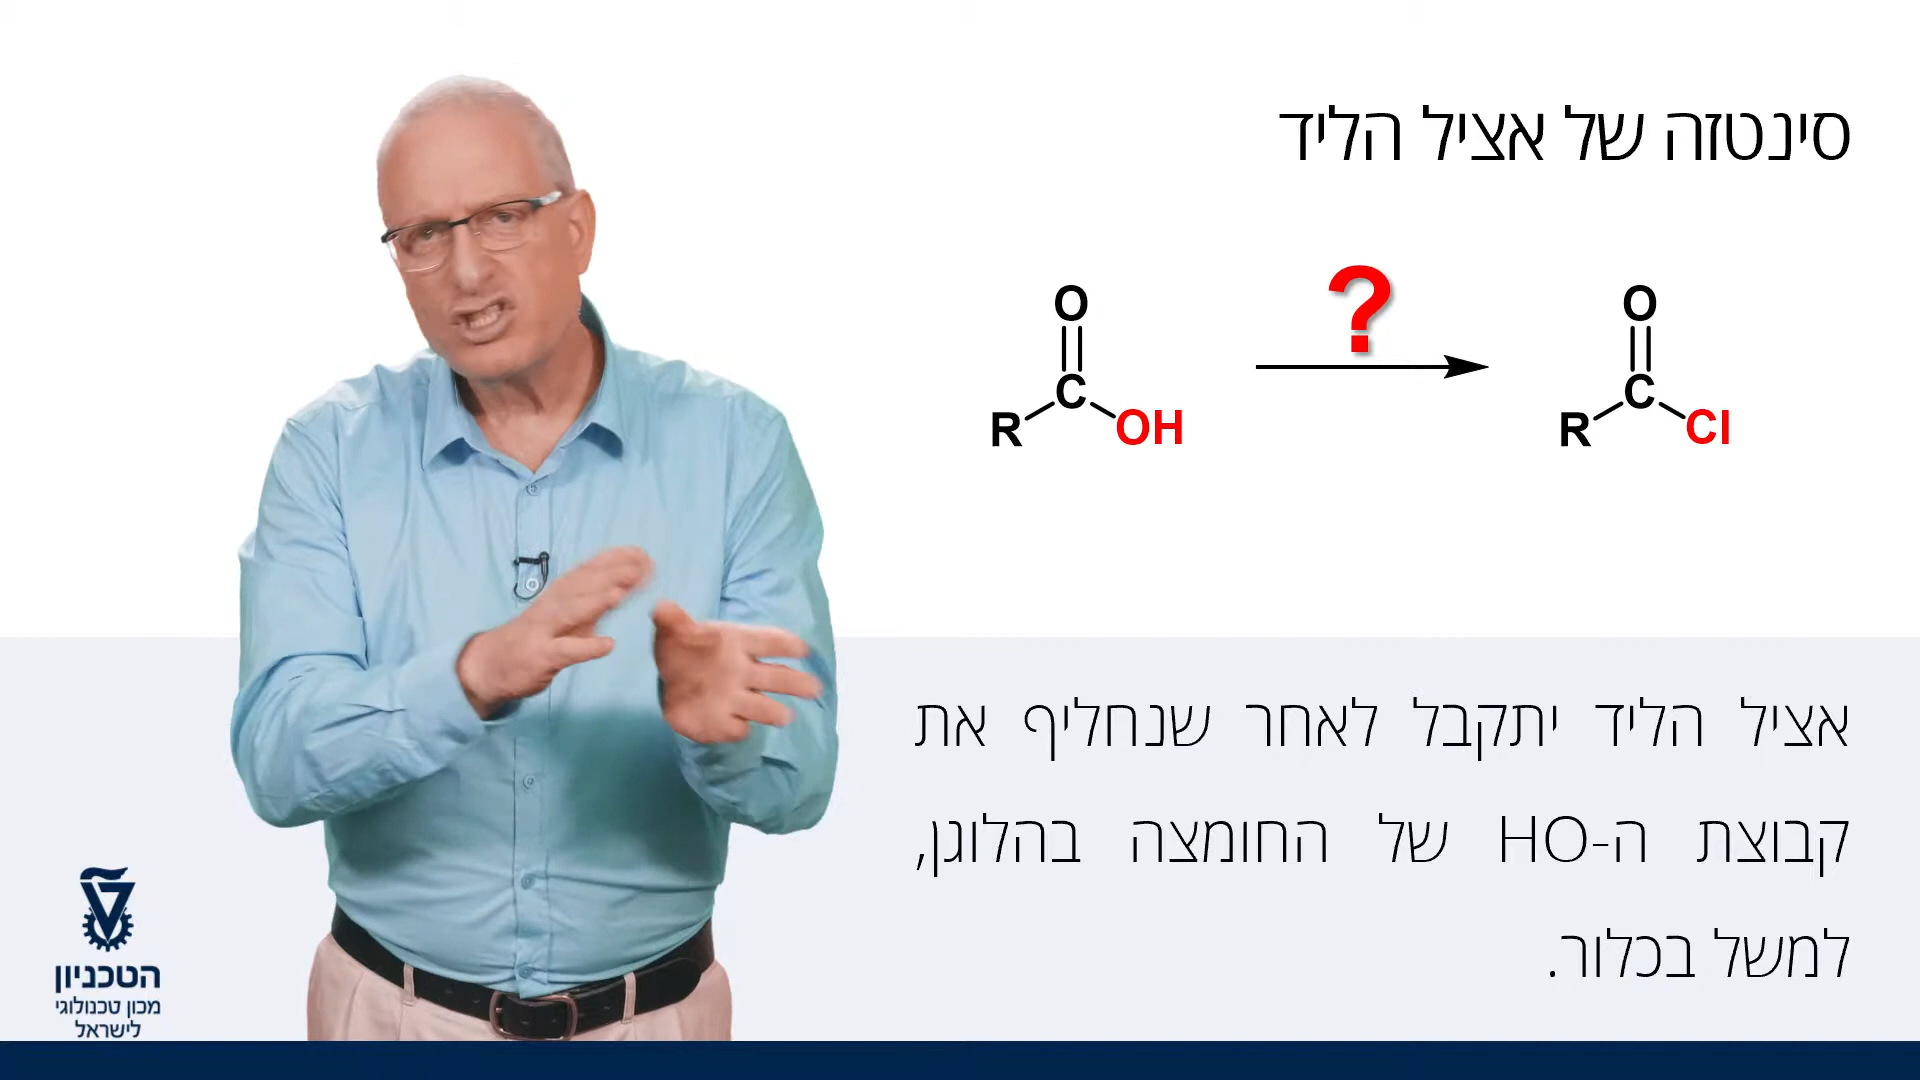 סינטזה של אציל הליד
?
O
C
R
OH
O
C
R
Cl
אציל הליד יתקבל לאחר שנחליף את
קבוצת ה-HO של החומצה בהלוגן,
למשל בכלור.
הטכניון
מכון טכנולוגי
לישראל